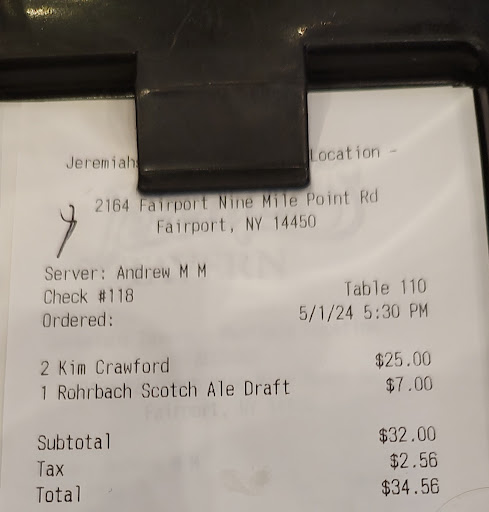 Jeremiah Location -
2164 Fairport Nine Mile Point Rd
Fairport, NY 14450
Server: Andrew M M
Check #118 Table 110
Ordered: 5/1/24 5:30 PM
2 Kim Crawford $25.00
1 Rohrbach Scotch Ale Draft $7.00
Subtotal $32.00
Tax $2.56
Total $34.56